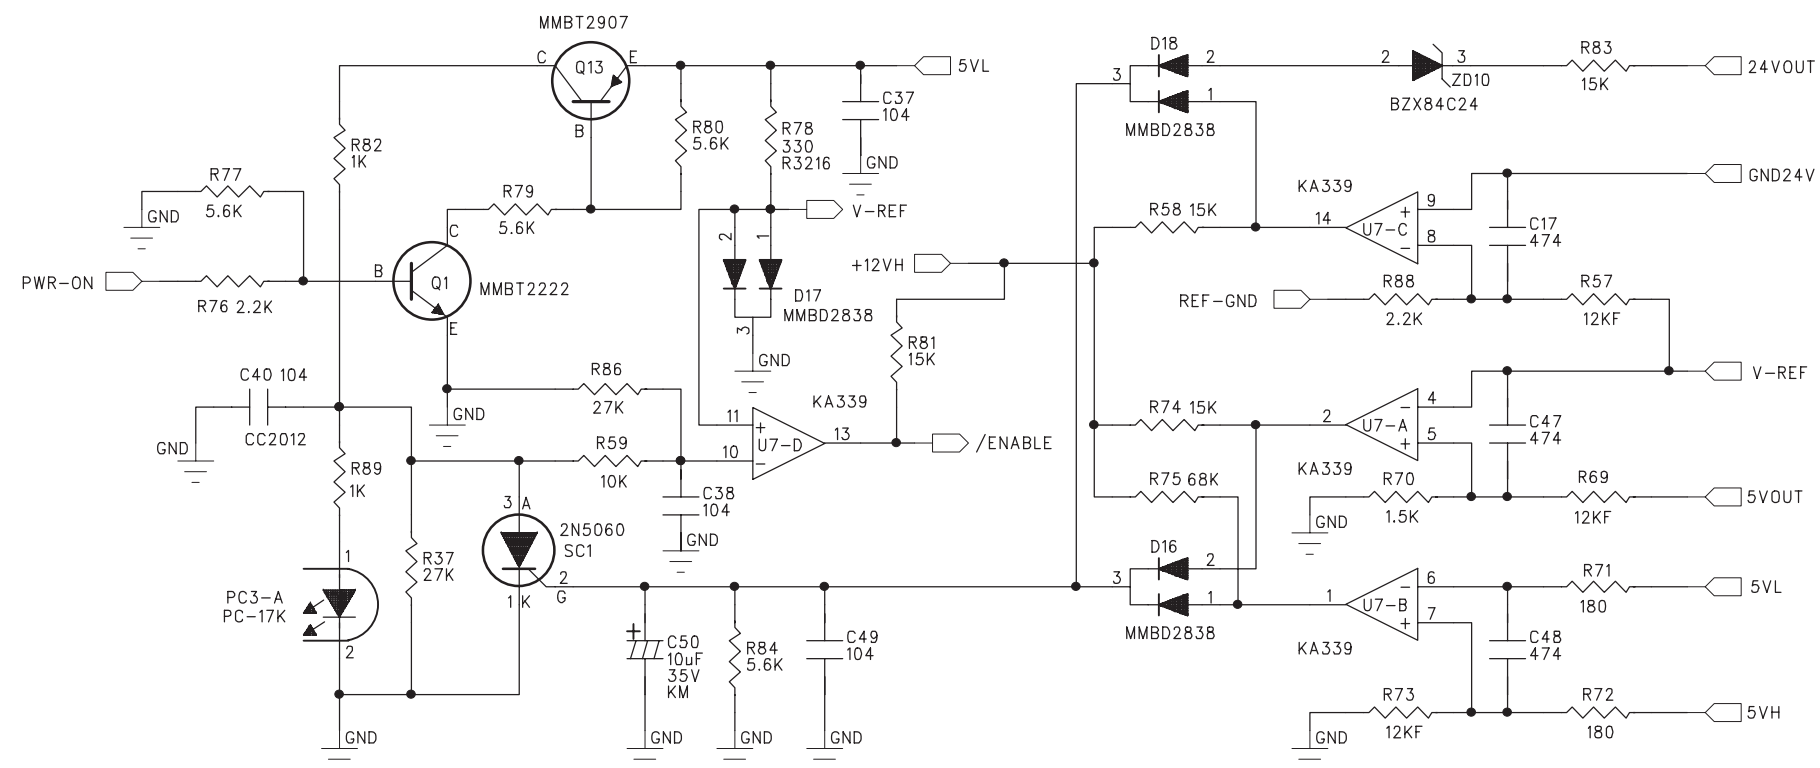 MMBT2907
C
Q13
E
B
5VL
R82
1K
R80
5.6K
R78
330
R3216
C37
104
GND
R77
5.6K
GND
R79
5.6K
V-REF
PWR-ON
R76 2.2K
B
C
Q1
E
MMBT2222
2
1
D17
MMBD2838
3
GND
+12VH
R81
15K
C40 104
GND
CC2012
GND
R86
27K
R59
10K
KA339
11
+
U7-D
10
-
13
/ENABLE
C38
104
GND
R89
1K
3 A
2N5060
SC1
1 K
2
G
R37
27K
1
PC3-A
PC-17K
2
GND
+
C50
10uF
35V
KM
GND
R84
5.6K
GND
C49
104
GND
D18
2
3
1
MMBD2838
2
3
ZD10
BZX84C24
R83
15K
24VOUT
GND24V
KA339
R58 15K
14
+
9
U7-C
-
8
C17
474
REF-GND
R88
2.2K
R57
12KF
V-REF
R74 15K
2
-
4
U7-A
+
5
KA339
C47
474
R75 68K
R70
1.5K
GND
R69
12KF
5VOUT
D16
2
3
1
MMBD2838
1
-
6
U7-B
+
7
KA339
R71
180
5VL
C48
474
R73
12KF
GND
R72
180
5VH